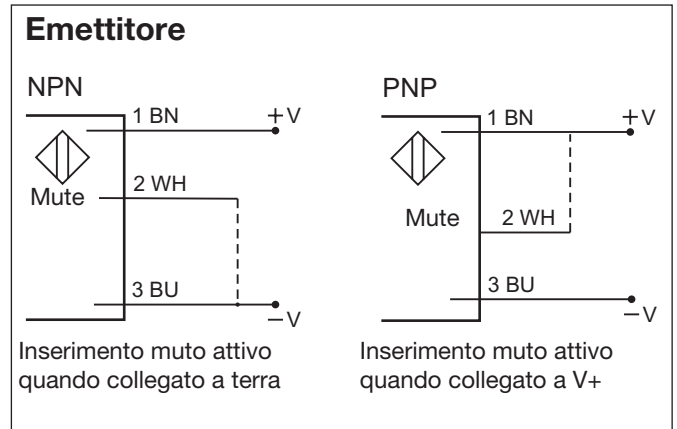 Emettitore
NPN
1 BN
+V
Mute
2 WH
3 BU
−V
Inserimento muto attivo
quando collegato a terra
PNP
1 BN
+V
Mute
2 WH
3 BU
−V
Inserimento muto attivo
quando collegato a V+